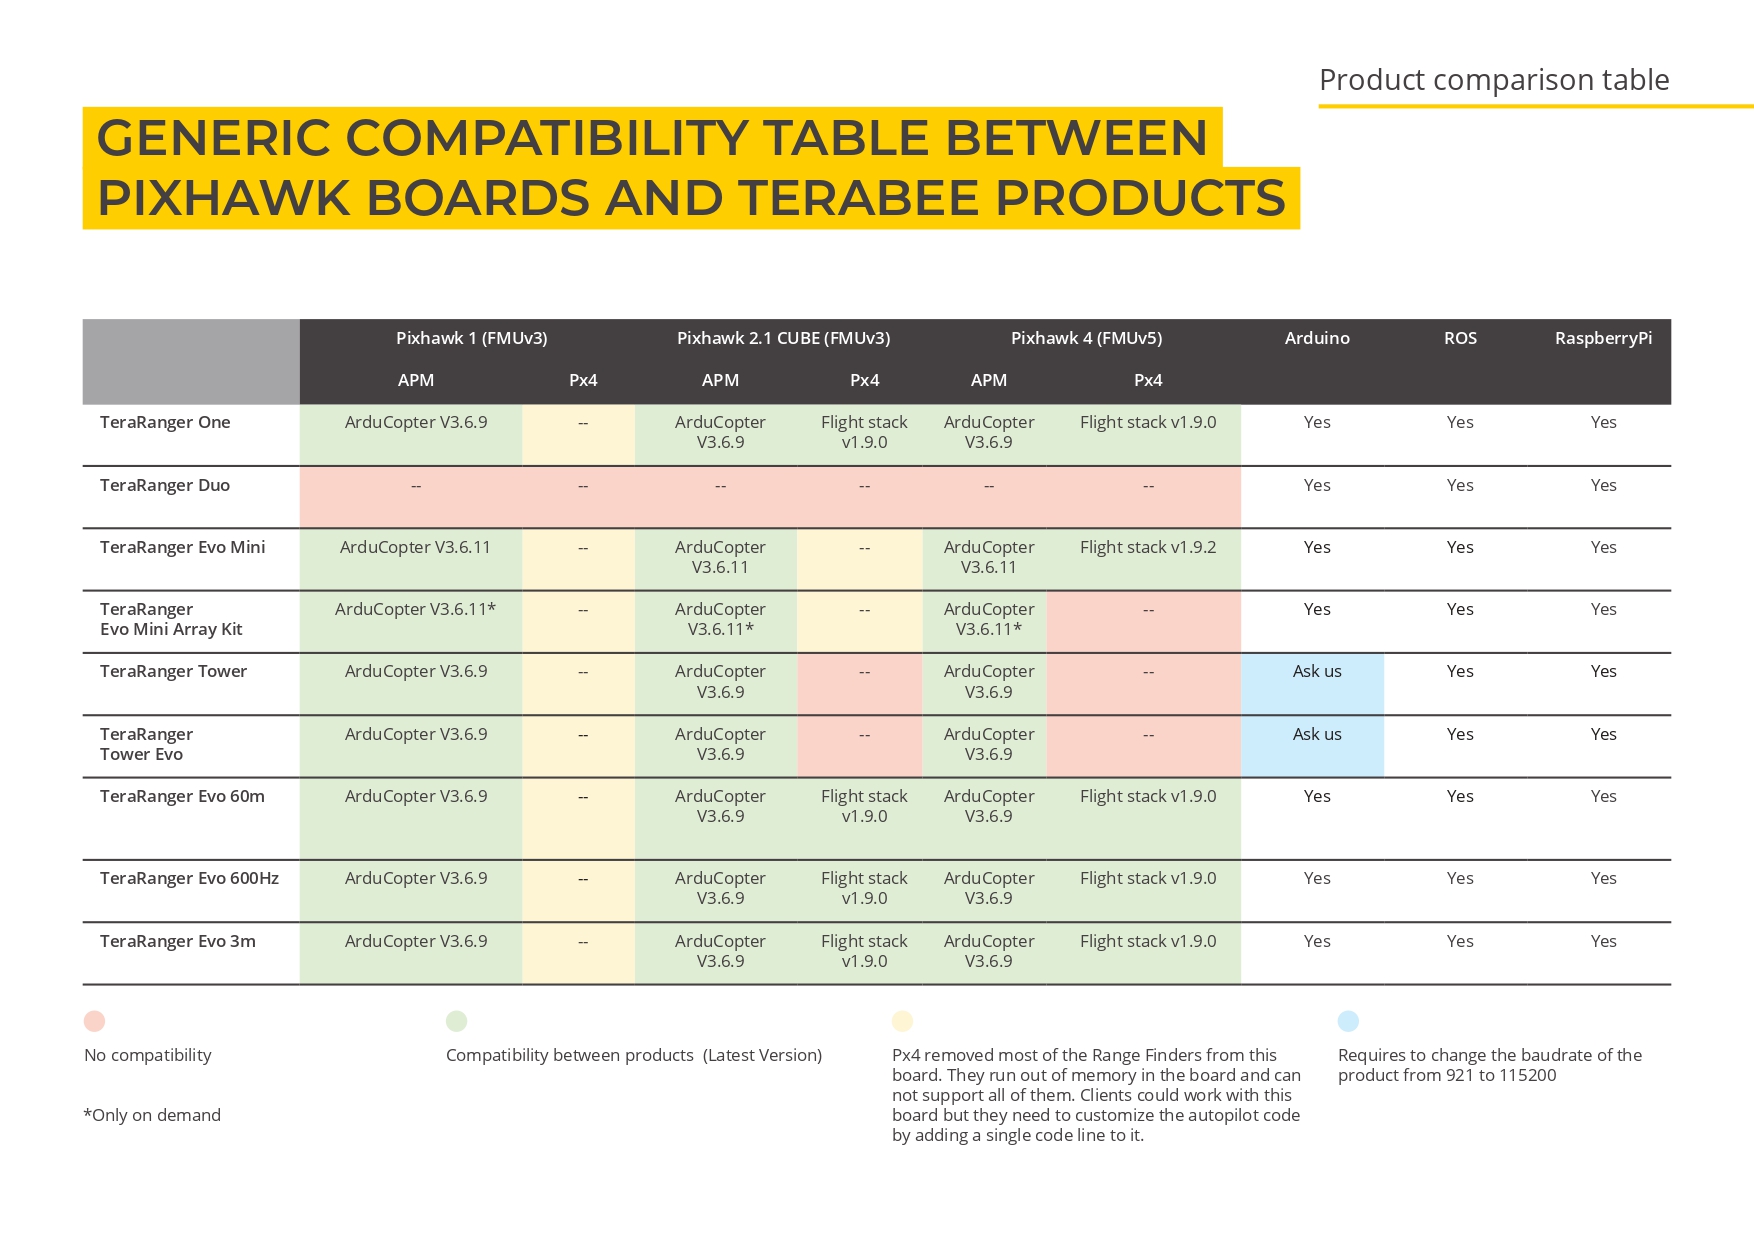 Product comparison table
GENERIC COMPATIBILITY TABLE BETWEEN
PIXHAWK BOARDS AND TERABEE PRODUCTS
Pixhawk 1 (FMUv3) Pixhawk 2.1 CUBE (FMUv3) Pixhawk 4 (FMUv5) Arduino ROS RaspberryPi
APM Px4 APM Px4 APM Px4
TeraRanger One ArduCopter V3.6.9 -- ArduCopter Flight stack ArduCopter Flight stack v1.9.0 Yes Yes Yes
V3.6.9 v1.9.0 V3.6.9
TeraRanger Duo -- -- -- -- -- -- Yes Yes Yes
TeraRanger Evo Mini ArduCopter V3.6.11 -- ArduCopter -- ArduCopter Flight stack v1.9.2 Yes Yes Yes
V3.6.11 V3.6.11
TeraRanger ArduCopter V3.6.11* -- ArduCopter -- ArduCopter -- Yes Yes Yes
Evo Mini Array Kit V3.6.11* V3.6.11*
TeraRanger Tower ArduCopter V3.6.9 -- ArduCopter -- ArduCopter -- Ask us Yes Yes
V3.6.9 V3.6.9
TeraRanger ArduCopter V3.6.9 -- ArduCopter -- ArduCopter -- Ask us Yes Yes
Tower Evo V3.6.9 V3.6.9
TeraRanger Evo 60m ArduCopter V3.6.9 -- ArduCopter Flight stack ArduCopter Flight stack v1.9.0 Yes Yes Yes
V3.6.9 v1.9.0 V3.6.9
TeraRanger Evo 600Hz ArduCopter V3.6.9 -- ArduCopter Flight stack ArduCopter Flight stack v1.9.0 Yes Yes Yes
V3.6.9 v1.9.0 V3.6.9
TeraRanger Evo 3m ArduCopter V3.6.9 -- ArduCopter Flight stack ArduCopter Flight stack v1.9.0 Yes Yes Yes
V3.6.9 v1.9.0 V3.6.9
No compatibility
*Only on demand
Compatibility between products (Latest Version)
Px4 removed most of the Range Finders from this
board. They run out of memory in the board and can
not support all of them. Clients could work with this
board but they need to customize the autopilot code
by adding a single code line to it.
Requires to change the baudrate of the
product from 921 to 115200